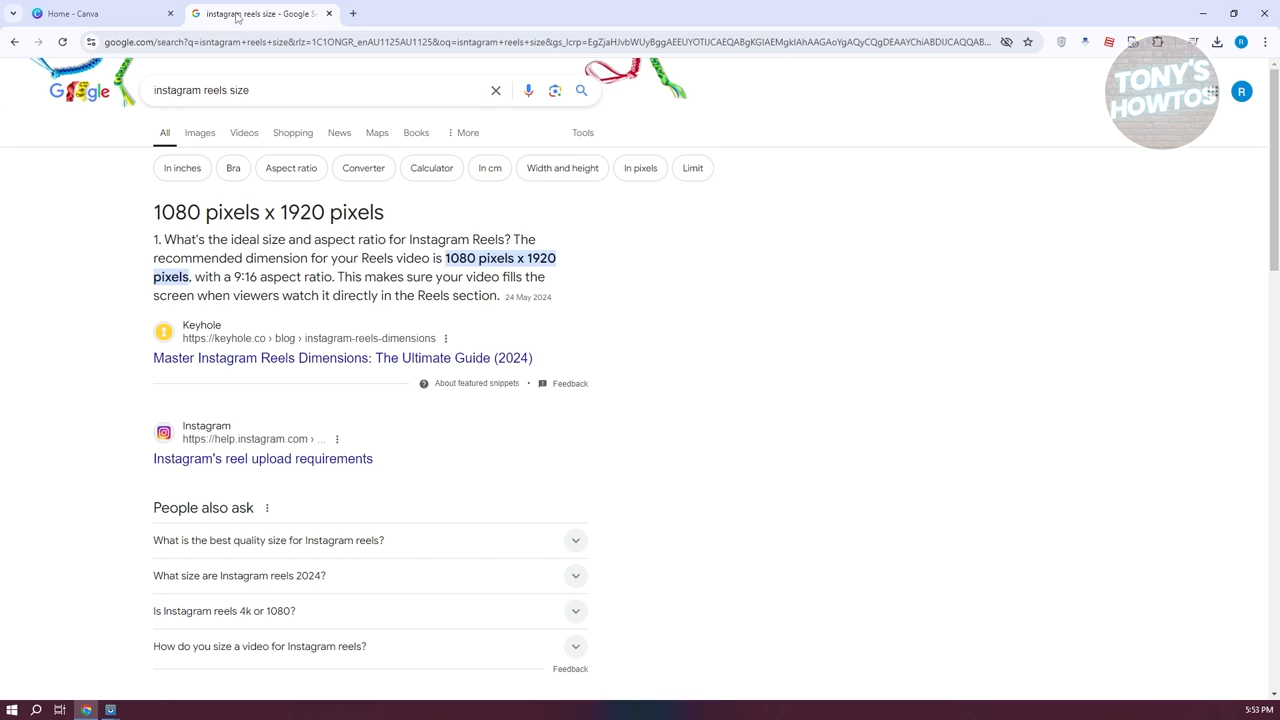 Home - Canva
instagram reels size - Google Se
google.com/search?q=isntagram+reels+size&rlz=1C1ONGR_enAU1125AU1125&oq=isntagram+reels+size&gs_lcrp=EgZjaHJvbWUyBggAEEUYOTIJCAEQABgKGIAEMgkIAhAAGAoYgAQyCQgDEAAYChiABDIJCAQQAB...
R
Google
instagram reels size
TONY'S
HOWTOS
R
All Images Videos Shopping News Maps Books More Tools
In inches Bra Aspect ratio Converter Calculator In cm Width and height In pixels Limit
1080 pixels x 1920 pixels
1. What's the ideal size and aspect ratio for Instagram Reels? The
recommended dimension for your Reels video is 1080 pixels x 1920
pixels, with a 9:16 aspect ratio. This makes sure your video fills the
screen when viewers watch it directly in the Reels section. 24 May 2024
Keyhole
https://keyhole.co › blog › instagram-reels-dimensions
Master Instagram Reels Dimensions: The Ultimate Guide (2024)
About featured snippets • Feedback
Instagram
https://help.instagram.com › ...
Instagram's reel upload requirements
People also ask
What is the best quality size for Instagram reels?
What size are Instagram reels 2024?
Is Instagram reels 4k or 1080?
How do you size a video for Instagram reels?
Feedback
5:53 PM